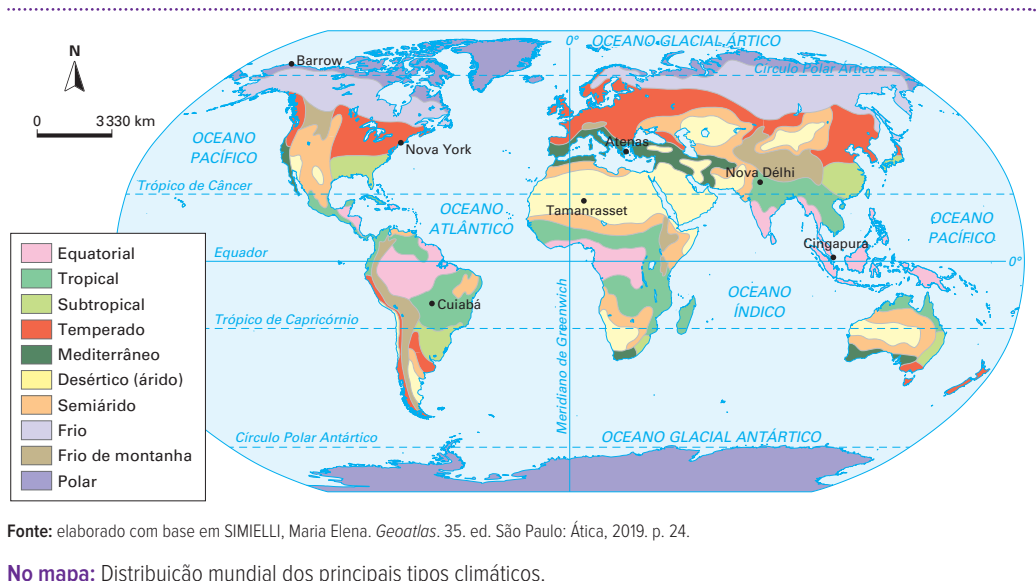 N
0 3 330 km
0° OCEANO GLACIAL ÁRTICO
Barrow
Círculo Polar Ártico
OCEANO
PACÍFICO
Nova York
Atenas
Nova Délhi
Trópico de Câncer
Tamanrasset
OCEANO
ATLÂNTICO
OCEANO
PACÍFICO
Cingapura
Equador
0°
Cuiabá
OCEANO
ÍNDICO
Trópico de Capricórnio
Meridiano de Greenwich
Círculo Polar Antártico
OCEANO GLACIAL ANTÁRTICO
Equatorial
Tropical
Subtropical
Temperado
Mediterrâneo
Desértico (árido)
Semiárido
Frio
Frio de montanha
Polar
Fonte: elaborado com base em SIMIELLI, Maria Elena. Geoatlas. 35. ed. São Paulo: Ática, 2019. p. 24.
No mapa: Distribuição mundial dos principais tipos climáticos.